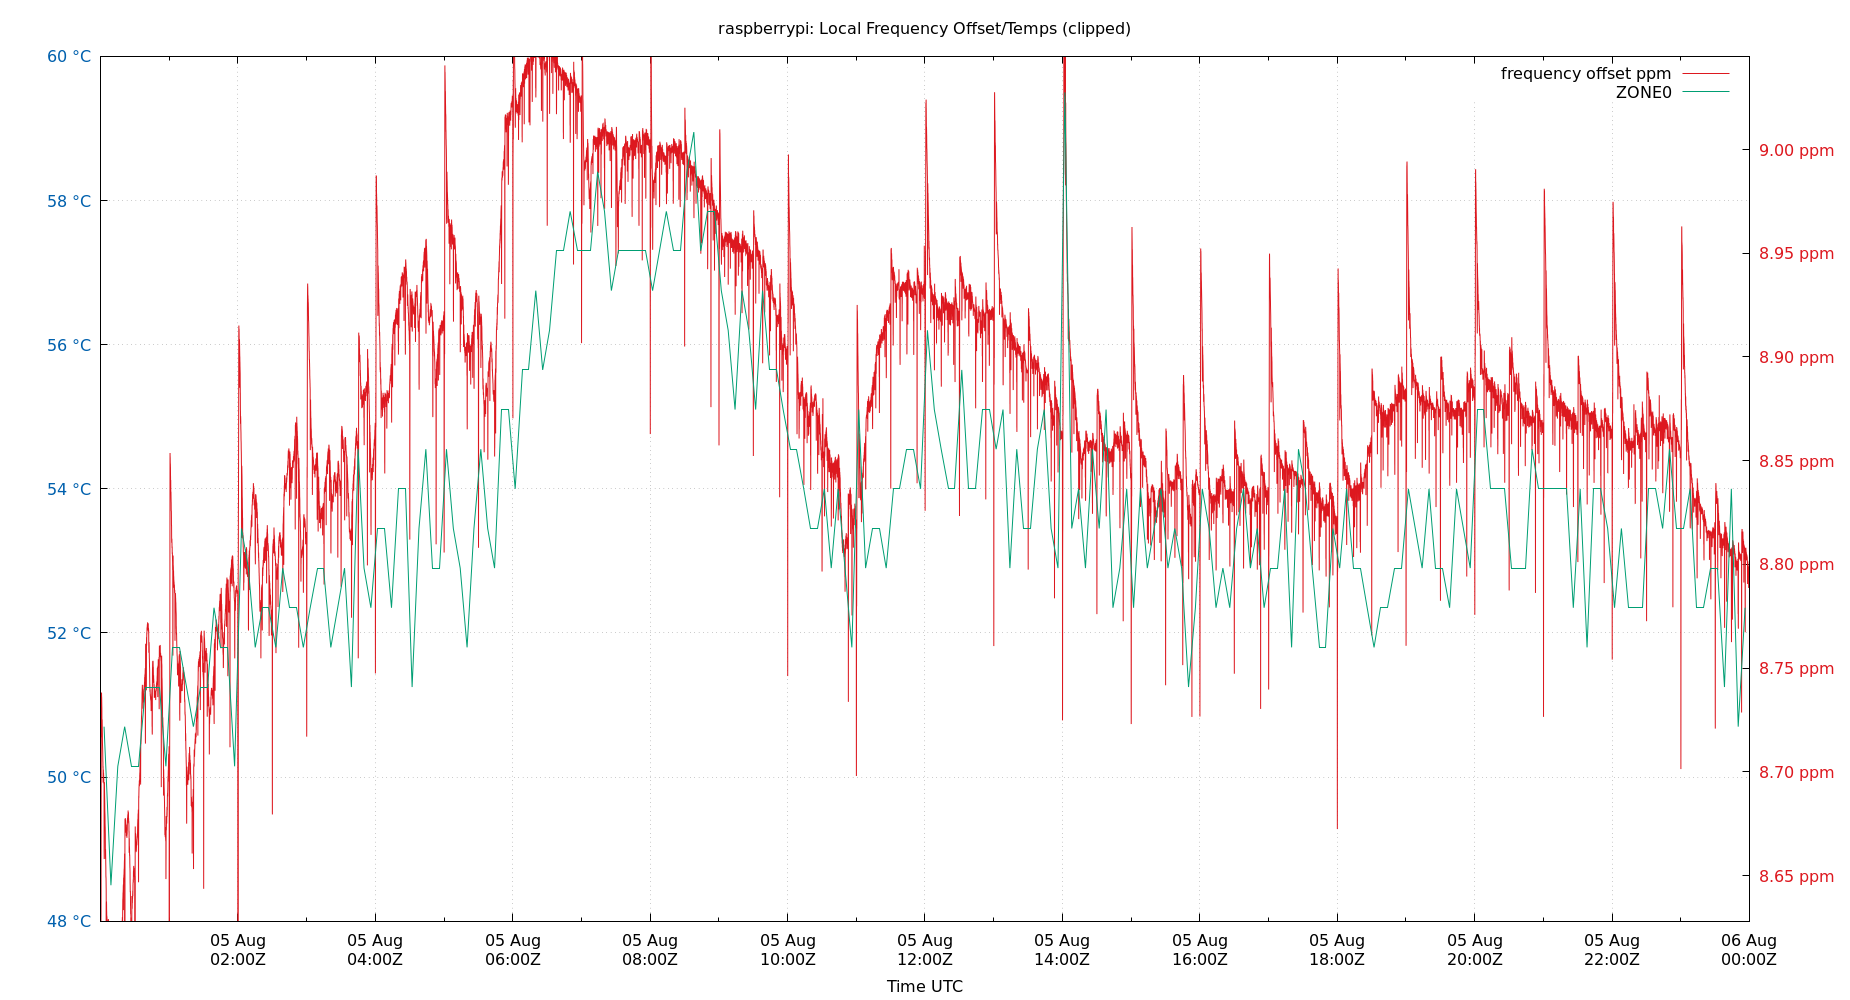 raspberrypi: Local Frequency Offset/Temps (clipped)
60 °C
58 °C
56 °C
54 °C
52 °C
50 °C
48 °C
frequency offset ppm
ZONE0
9.00 ppm
8.95 ppm
8.90 ppm
8.85 ppm
8.80 ppm
8.75 ppm
8.70 ppm
8.65 ppm
05 Aug 05 Aug 05 Aug 05 Aug 05 Aug 05 Aug 05 Aug 05 Aug 05 Aug 05 Aug 05 Aug 06 Aug
02:00Z 04:00Z 06:00Z 08:00Z 10:00Z 12:00Z 14:00Z 16:00Z 18:00Z 20:00Z 22:00Z 00:00Z
Time UTC